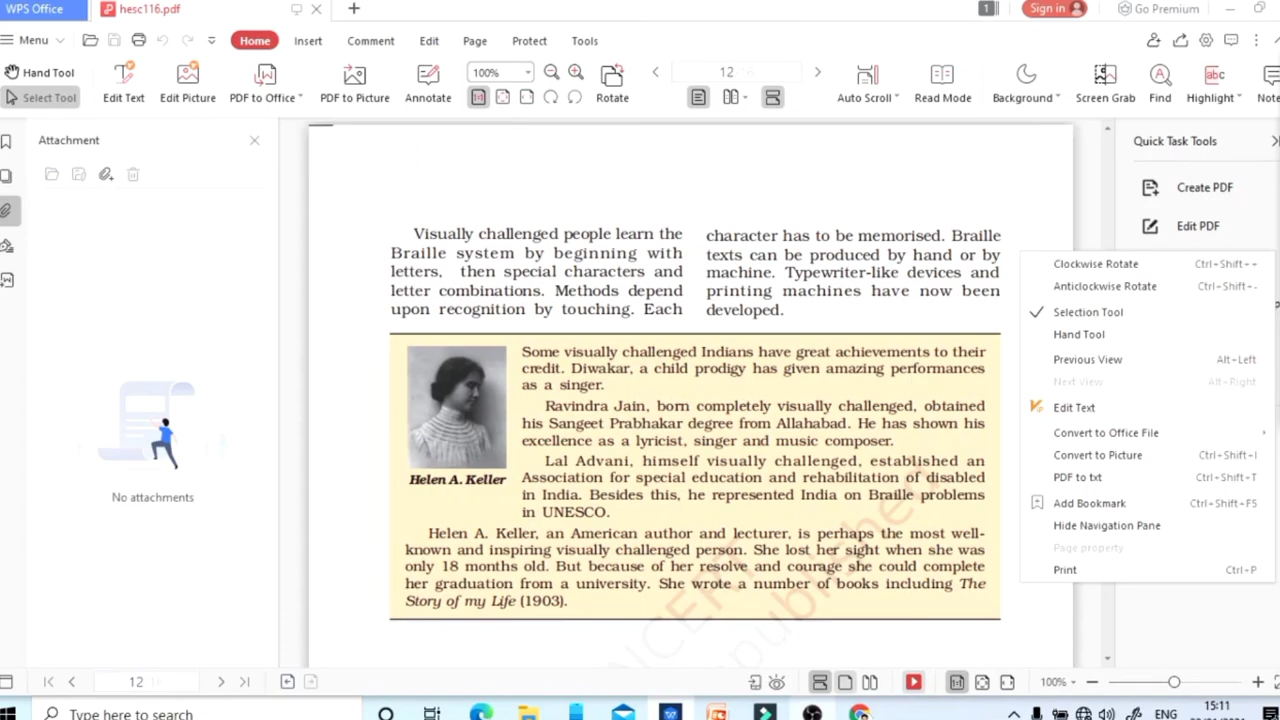 WPS Office
hesc116.pdf
1
Sign in
Go Premium
Menu
Home
Insert
Comment
Edit
Page
Protect
Tools
Hand Tool
Select Tool
Edit Text
Edit Picture
PDF to Office
PDF to Picture
Annotate
100%
Rotate
12
Auto Scroll
Read Mode
Background
Screen Grab
Find
Highlight
Note
Attachment
No attachments
Visually challenged people learn the
Braille system by beginning with
letters, then special characters and
letter combinations. Methods depend
upon recognition by touching. Each
character has to be memorised. Braille
texts can be produced by hand or by
machine. Typewriter-like devices and
printing machines have now been
developed.
Helen A. Keller
Some visually challenged Indians have great achievements to their
credit. Diwakar, a child prodigy has given amazing performances
as a singer.
Ravindra Jain, born completely visually challenged, obtained
his Sangeet Prabhakar degree from Allahabad. He has shown his
excellence as a lyricist, singer and music composer.
Lal Advani, himself visually challenged, established an
Association for special education and rehabilitation of disabled
in India. Besides this, he represented India on Braille problems
in UNESCO.
Helen A. Keller, an American author and lecturer, is perhaps the most well-
known and inspiring visually challenged person. She lost her sight when she was
only 18 months old. But because of her resolve and courage she could complete
her graduation from a university. She wrote a number of books including The
Story of my Life (1903).
Quick Task Tools
Create PDF
Edit PDF
Clockwise Rotate Ctrl+Shift++
Anticlockwise Rotate Ctrl+Shift+-
Selection Tool
Hand Tool
Previous View Alt+Left
Next View Alt+Right
Edit Text
Convert to Office File
Convert to Picture Ctrl+Shift+I
PDF to txt Ctrl+Shift+T
Add Bookmark Ctrl+Shift+F5
Hide Navigation Pane
Page property
Print Ctrl+P
12
100%
Type here to search
ENG
15:11